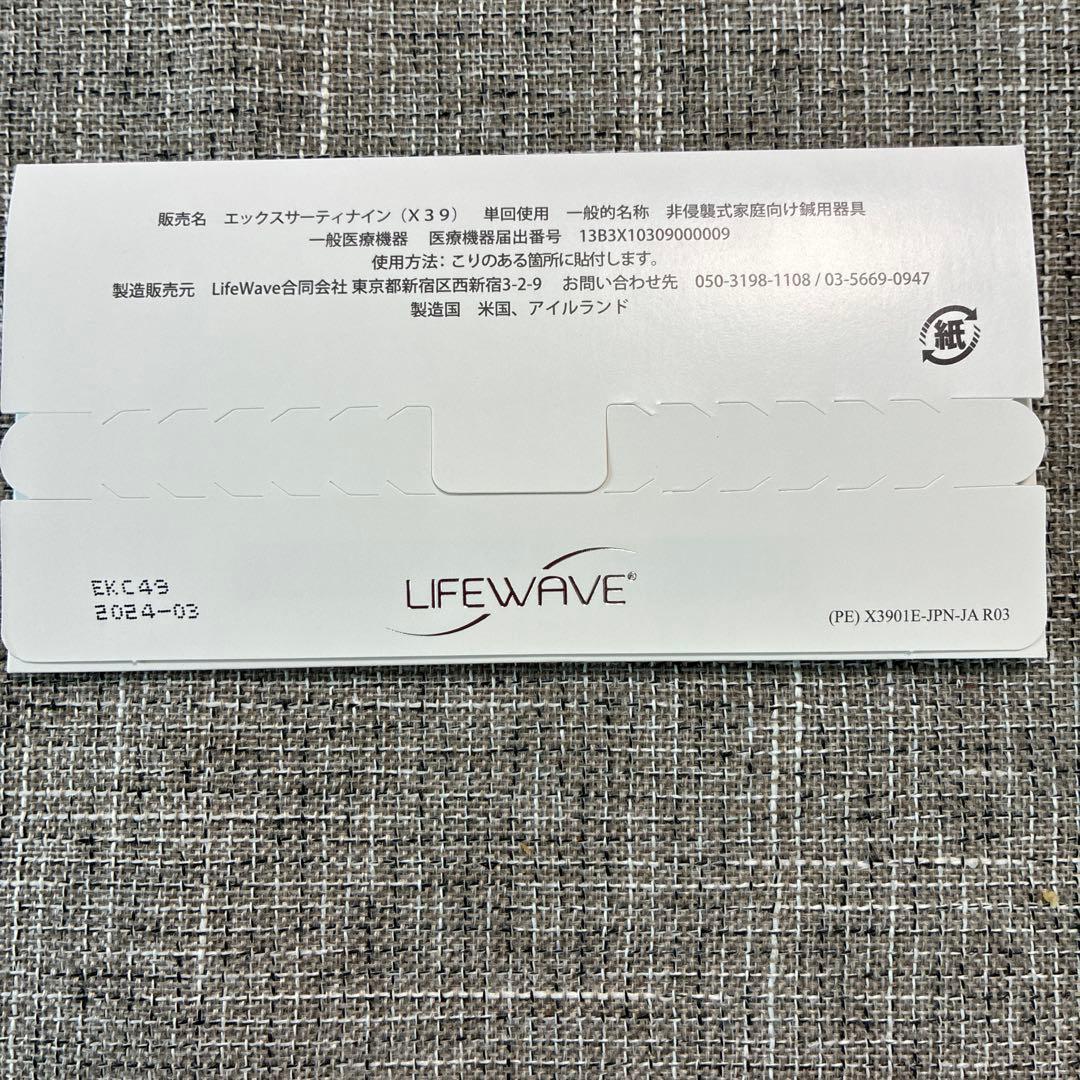 販売名 エックスサーティナイン（X３９） 単回使用 一般的名称 非侵襲式家庭向け鍼用器具
一般医療機器 医療機器届出番号 13B3X10309000009
使用方法：こりのある箇所に貼付します。
製造販売元 LifeWave合同会社 東京都新宿区西新宿3-2-9 お問い合わせ先 050-3198-1108 / 03-5669-0947
製造国 米国、アイルランド
紙
EKC49
2024-03
LIFEWAVE®
(PE) X3901E-JPN-JA R03